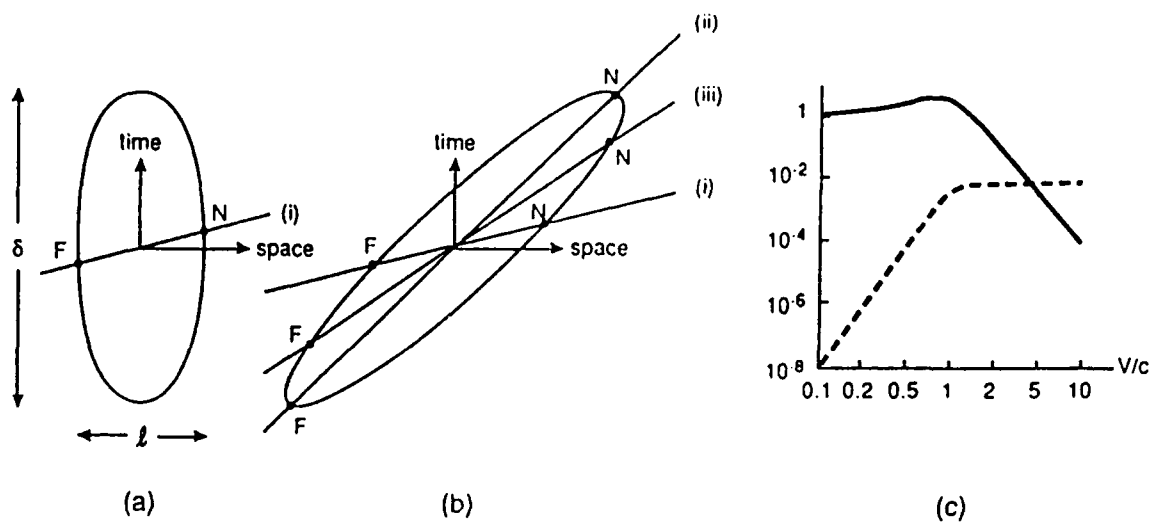 δ
time
space
F
N
(i)
ℓ
(a)
time
space
N
N
N
F
F
F
(ii)
(iii)
(i)
(b)
1
10-2
10-4
10-6
10-8
0.1 0.2 0.5 1 2 5 10
V/c
(c)